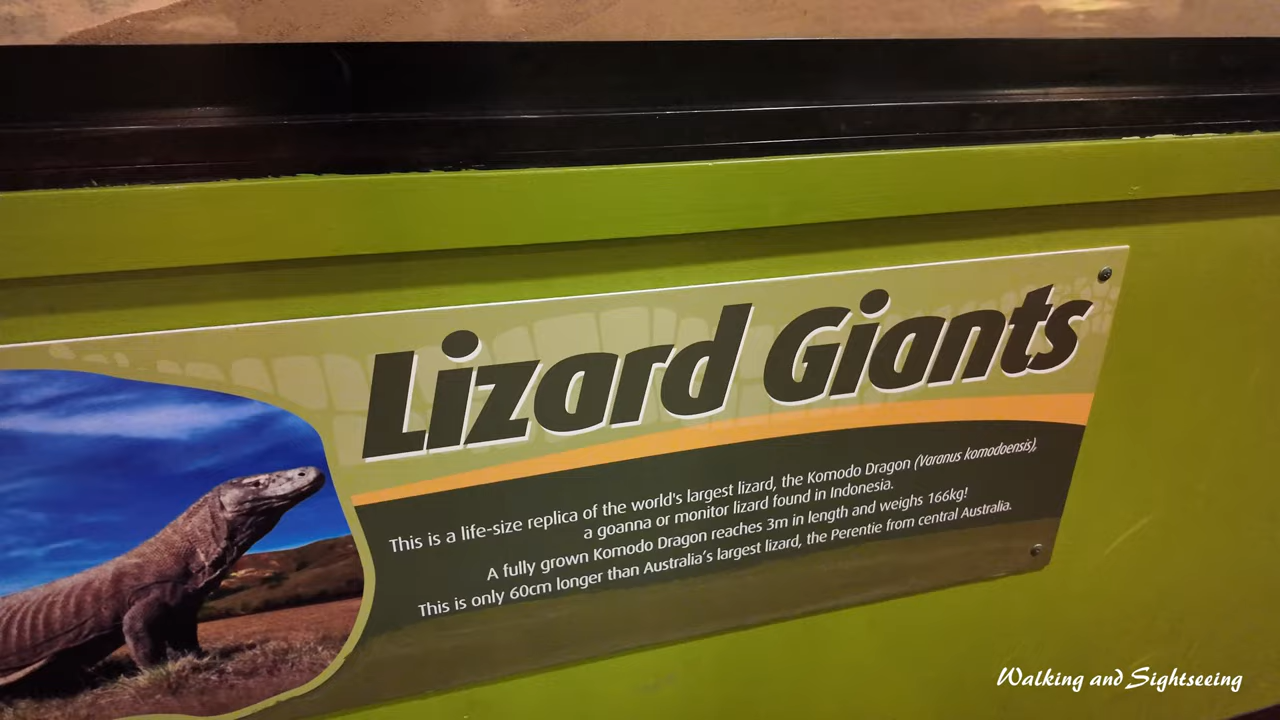 Lizard Giants
This is a life-size replica of the world's largest lizard, the Komodo Dragon (Varanus komodoensis),
a goanna or monitor lizard found in Indonesia.
A fully grown Komodo Dragon reaches 3m in length and weighs 166kg!
This is only 60cm longer than Australia's largest lizard, the Perentie from central Australia.
Walking and Sightseeing